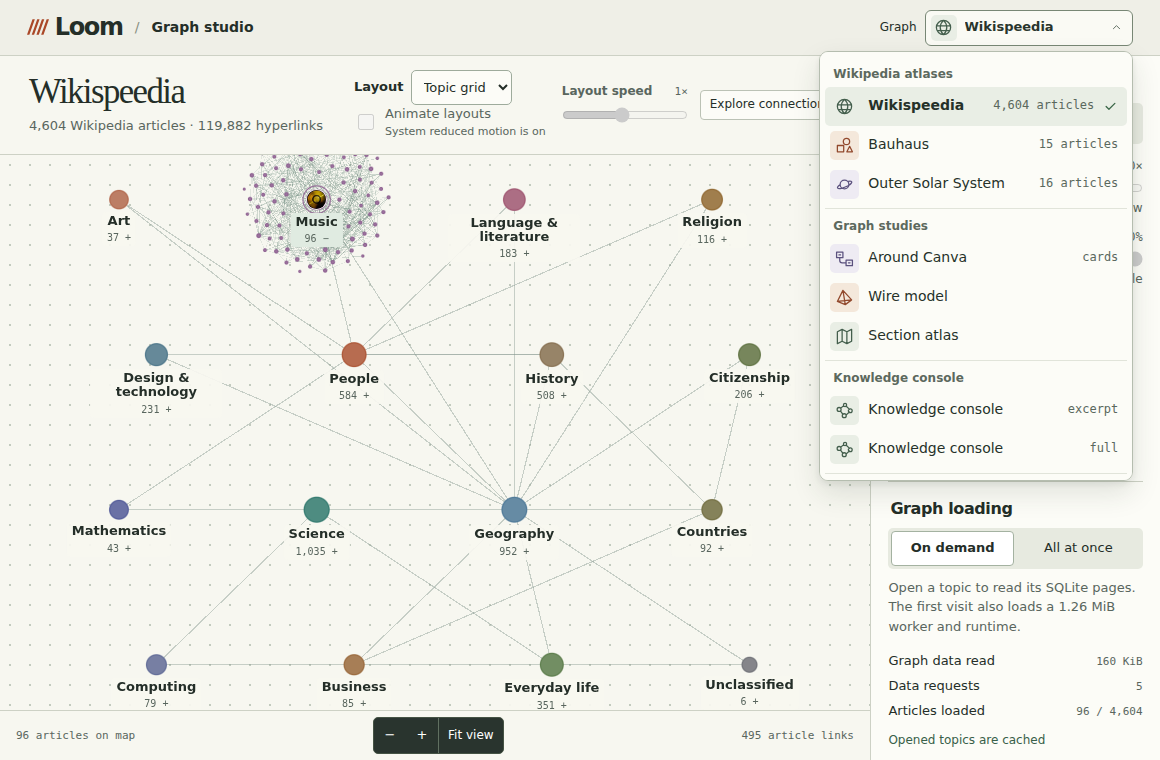 Loom / Graph studio
Graph Wikispeedia
Wikispeedia
4,604 Wikipedia articles · 119,882 hyperlinks
Layout Topic grid
Animate layouts
System reduced motion is on
Layout speed 1×
Explore connection
Wikipedia atlases
Wikispeedia 4,604 articles
Bauhaus 15 articles
Outer Solar System 16 articles
Graph studies
Around Canva cards
Wire model
Section atlas
Knowledge console
Knowledge console excerpt
Knowledge console full
Art
37 +
Music
96 −
Language &
literature
183 +
Religion
116 +
Design &
technology
231 +
People
584 +
History
508 +
Citizenship
206 +
Mathematics
43 +
Science
1,035 +
Geography
952 +
Countries
92 +
Computing
79 +
Business
85 +
Everyday life
351 +
Unclassified
6 +
96 articles on map
− + Fit view
495 article links
Graph loading
On demand All at once
Open a topic to read its SQLite pages.
The first visit also loads a 1.26 MiB
worker and runtime.
Graph data read 160 KiB
Data requests 5
Articles loaded 96 / 4,604
Opened topics are cached